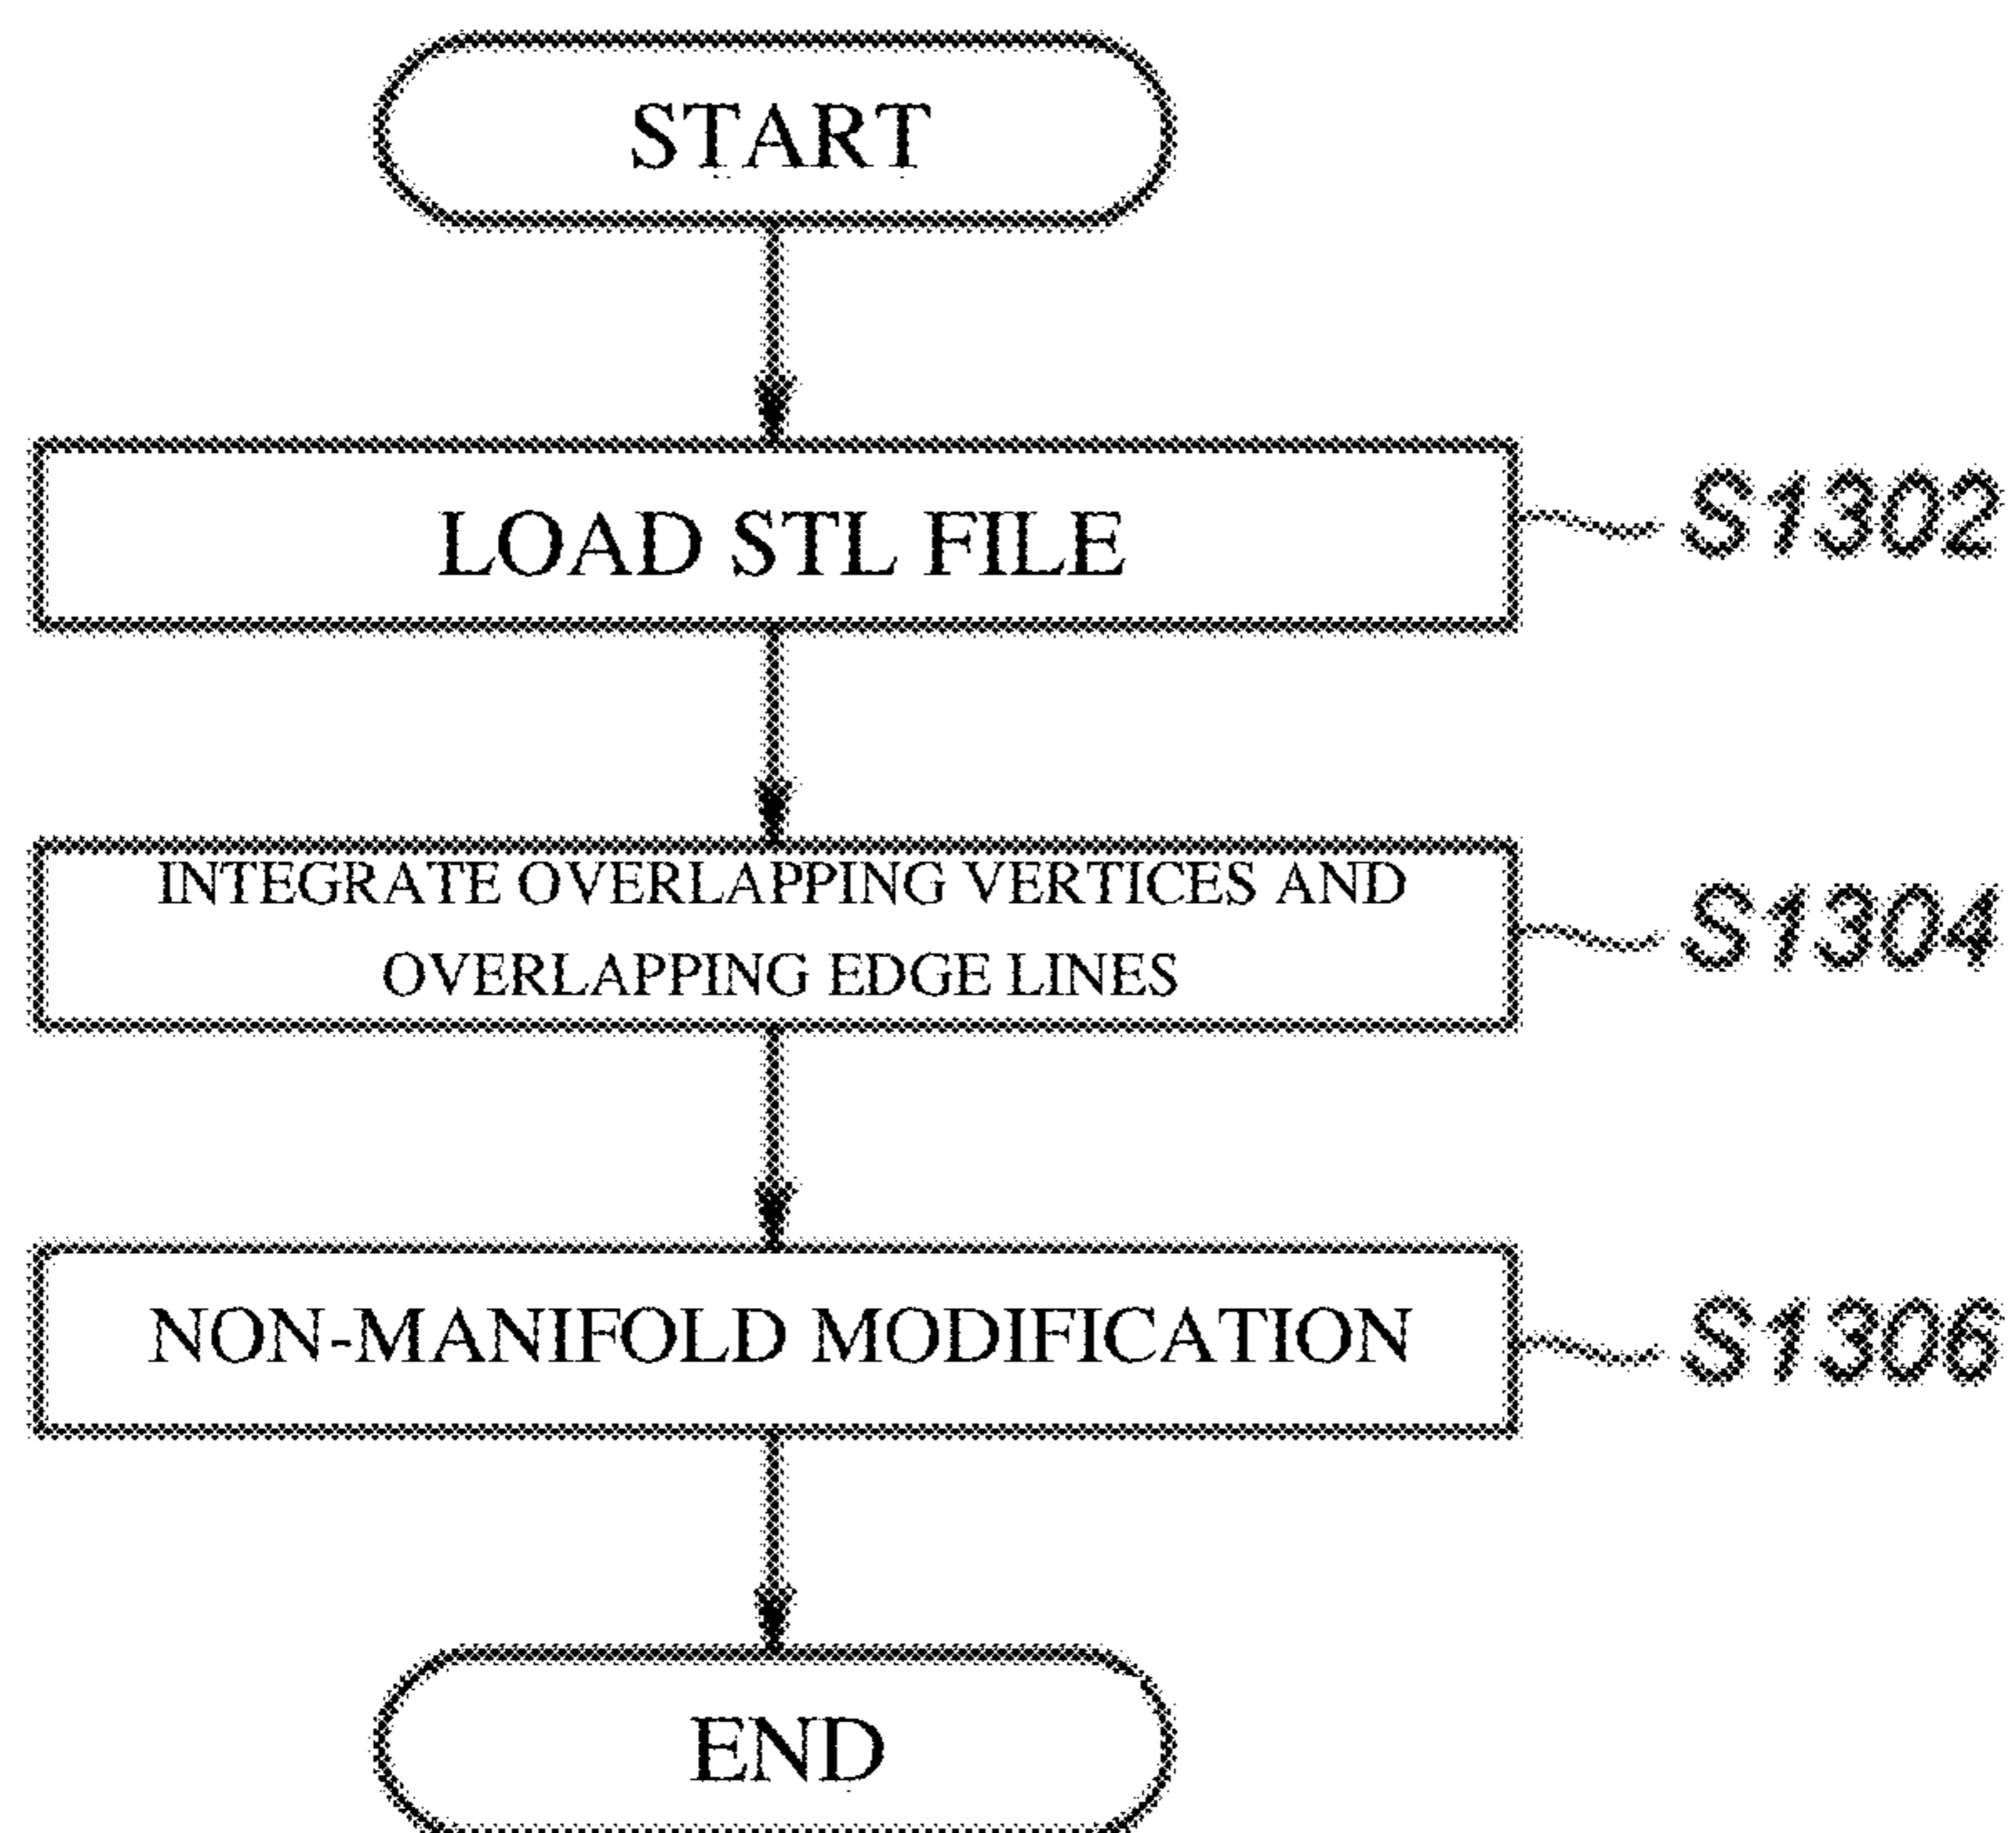 START
LOAD STL FILE
S1302
INTEGRATE OVERLAPPING VERTICES AND
OVERLAPPING EDGE LINES
S1304
NON-MANIFOLD MODIFICATION
S1306
END